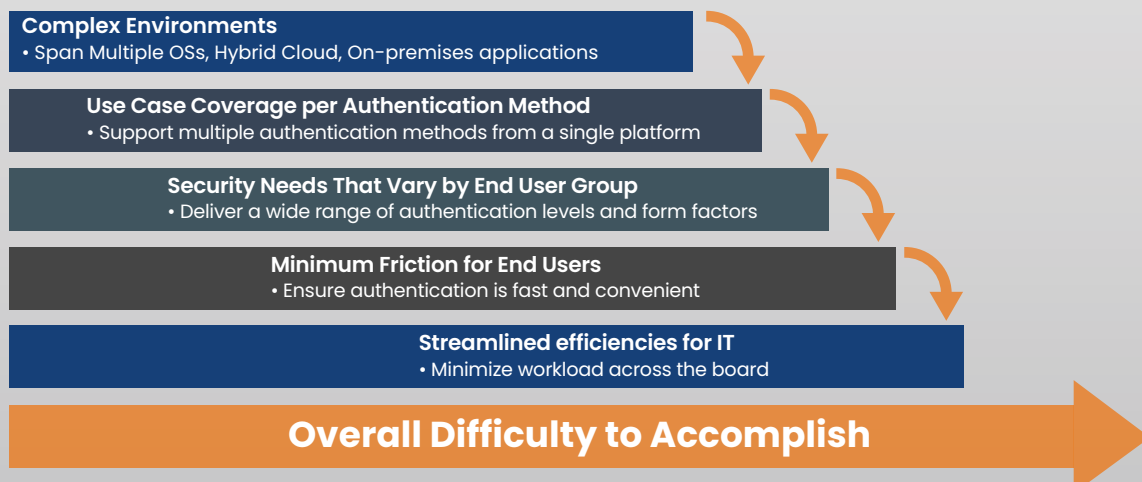 Complex Environments
• Span Multiple OSs, Hybrid Cloud, On-premises applications
Use Case Coverage per Authentication Method
• Support multiple authentication methods from a single platform
Security Needs That Vary by End User Group
• Deliver a wide range of authentication levels and form factors
Minimum Friction for End Users
• Ensure authentication is fast and convenient
Streamlined efficiencies for IT
• Minimize workload across the board
Overall Difficulty to Accomplish